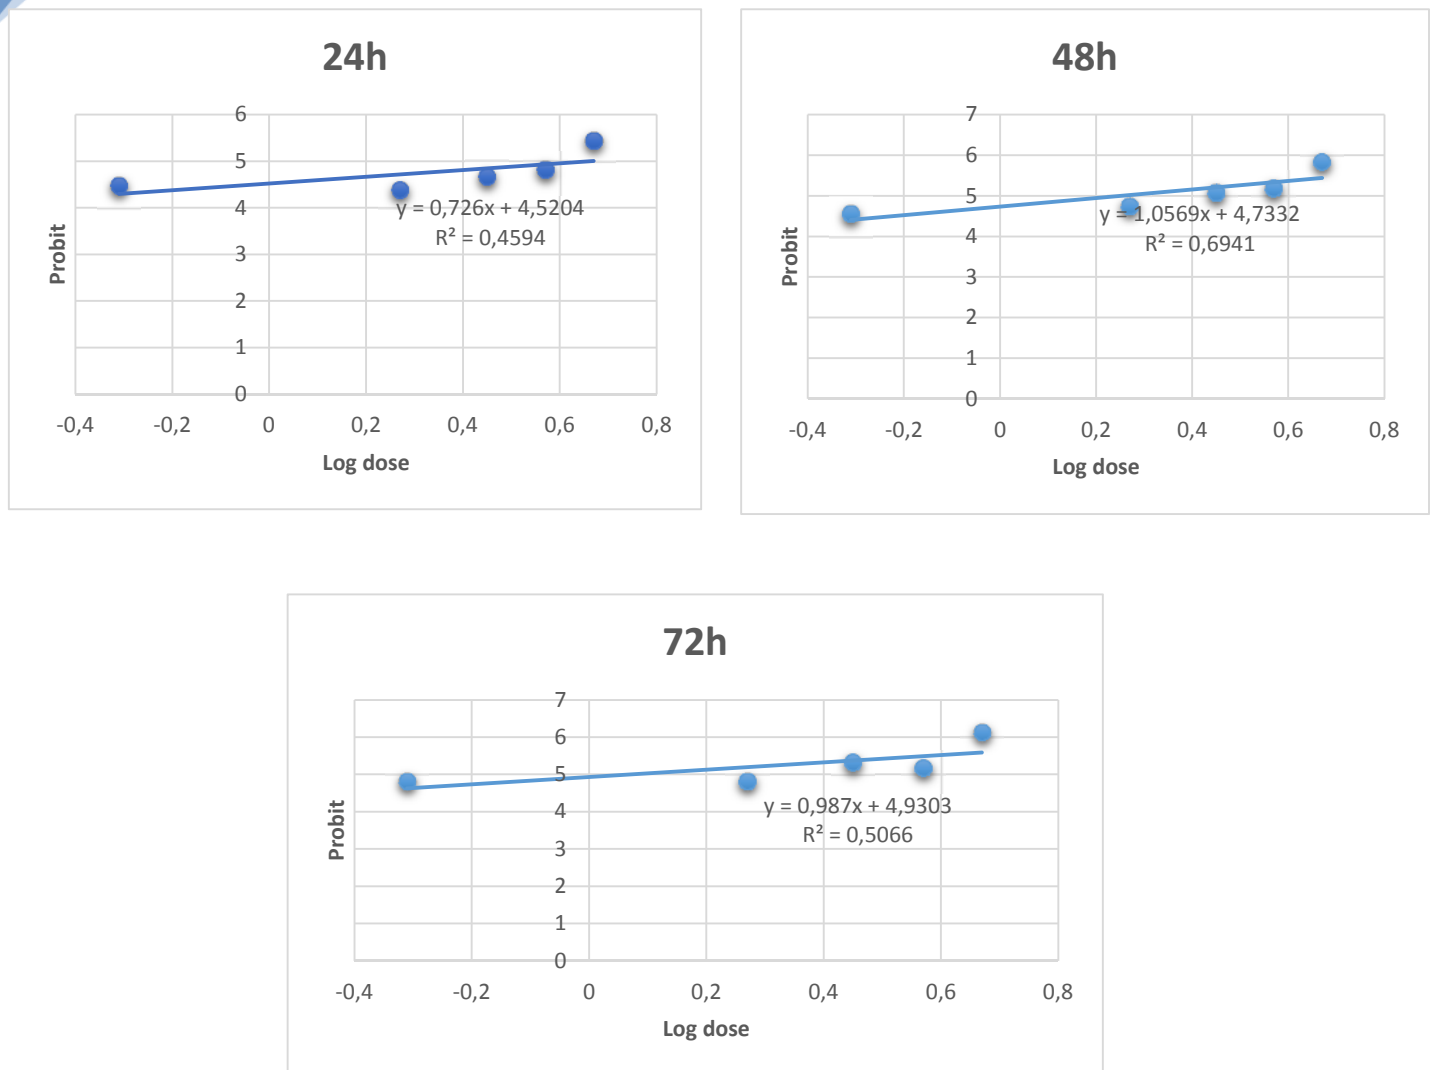 24h
6
5
4
3
2
1
0
y = 0,726x + 4,5204
R² = 0,4594
Probit
-0,4 -0,2 0 0,2 0,4 0,6 0,8
Log dose
48h
7
6
5
4
3
2
1
0
y = 1,0569x + 4,7332
R² = 0,6941
Probit
-0,4 -0,2 0 0,2 0,4 0,6 0,8
Log dose
72h
7
6
5
4
3
2
1
0
y = 0,987x + 4,9303
R² = 0,5066
Probit
-0,4 -0,2 0 0,2 0,4 0,6 0,8
Log dose